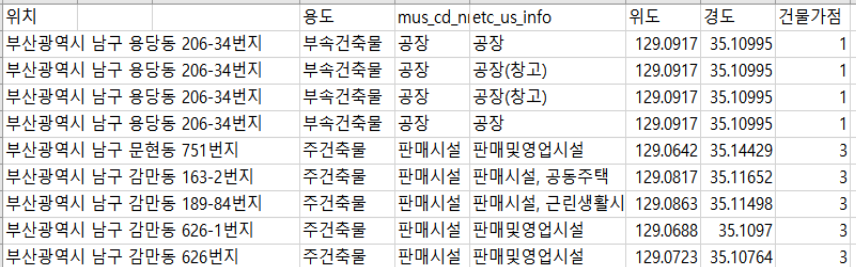 위치 용도 mus_cd_nm etc_us_info 위도 경도 건물가점
부산광역시 남구 용당동 206-34번지 부속건축물 공장 공장 129.0917 35.10995 1
부산광역시 남구 용당동 206-34번지 부속건축물 공장 공장(창고) 129.0917 35.10995 1
부산광역시 남구 용당동 206-34번지 부속건축물 공장 공장(창고) 129.0917 35.10995 1
부산광역시 남구 용당동 206-34번지 부속건축물 공장 공장 129.0917 35.10995 1
부산광역시 남구 문현동 751번지 주건축물 판매시설 판매및영업시설 129.0642 35.14429 3
부산광역시 남구 감만동 163-2번지 주건축물 판매시설 판매시설, 공동주택 129.0817 35.11652 3
부산광역시 남구 감만동 189-84번지 주건축물 판매시설 판매시설, 근린생활시 129.0863 35.11498 3
부산광역시 남구 감만동 626-1번지 주건축물 판매시설 판매및영업시설 129.0688 35.1097 3
부산광역시 남구 감만동 626번지 주건축물 판매시설 판매및영업시설 129.0723 35.10764 3